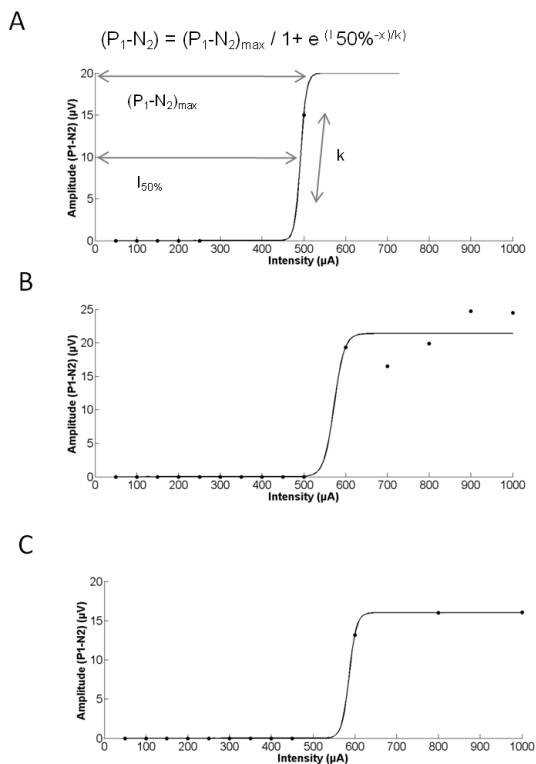 A
(P₁-N₂) = (P₁-N₂)max / 1+ e (I 50%-x)/k)
20
15
10
5
0
Amplitude (P1-N2) (µV)
(P₁-N₂)max
I50%
k
0 100 200 300 400 500 600 700 800 900 1000
Intensity (µA)
B
25
20
15
10
5
0
Amplitude (P1-N2) (µV)
0 100 200 300 400 500 600 700 800 900 1000
Intensity (µA)
C
20
15
10
5
0
Amplitude (P1-N2) (µV)
0 100 200 300 400 500 600 700 800 900 1000
Intensity (µA)